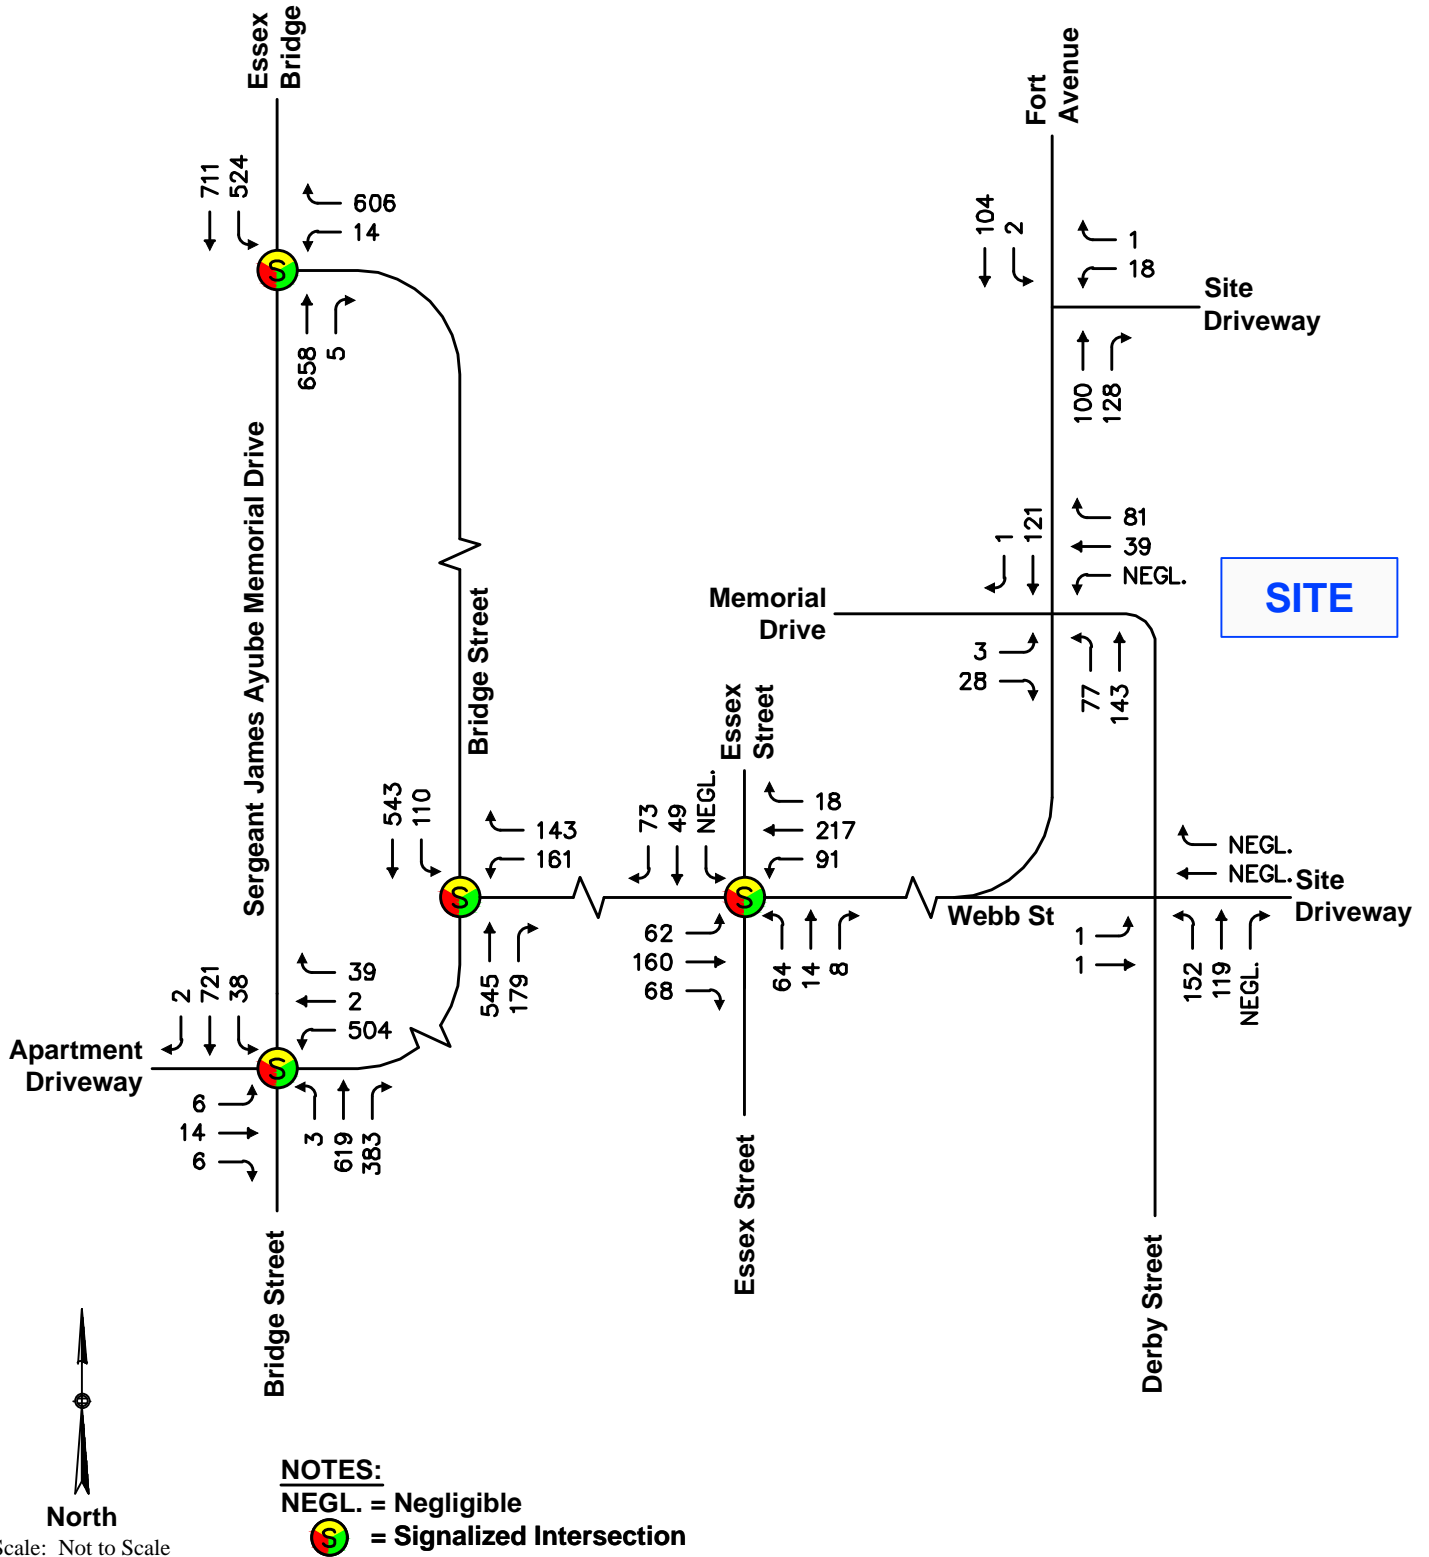 Essex
Bridge
Fort
Avenue
711
524
606
14
658
5
104
2
1
18
Site
Driveway
100
128
Sergeant James Ayube Memorial Drive
Bridge Street
1
121
81
39
NEGL.
SITE
Memorial
Drive
3
28
77
143
Essex
Street
543
110
143
161
545
179
73
49
NEGL.
18
217
91
S
S
S
S
62
160
68
64
14
8
Webb St
NEGL.
NEGL.
Site
Driveway
1
1
152
119
NEGL.
2
721
38
39
2
504
Apartment
Driveway
6
14
6
3
619
383
Bridge Street
Essex Street
Derby Street
North
Scale: Not to Scale
NOTES:
NEGL. = Negligible
S = Signalized Intersection